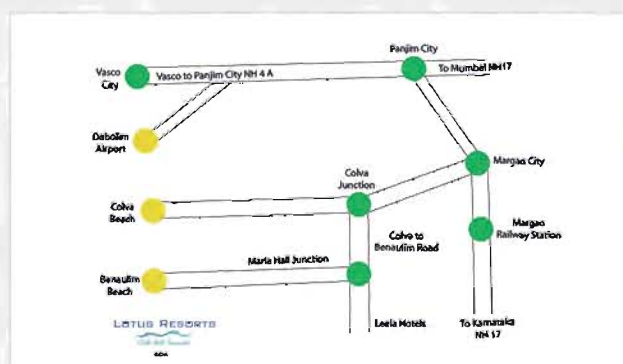 Panjim City
Vasco
City
Vasco to Panjim City NH 4 A
To Mumbai NH17
Dabolim
Airport
Colva
Junction
Margao City
Colva
Beach
Colva to
Benaulim Road
Margao
Railway Station
Maria Hall Junction
Benaulim
Beach
LOTUS RESORTS
GOA
Leela Hotels
To Karnataka
NH 17